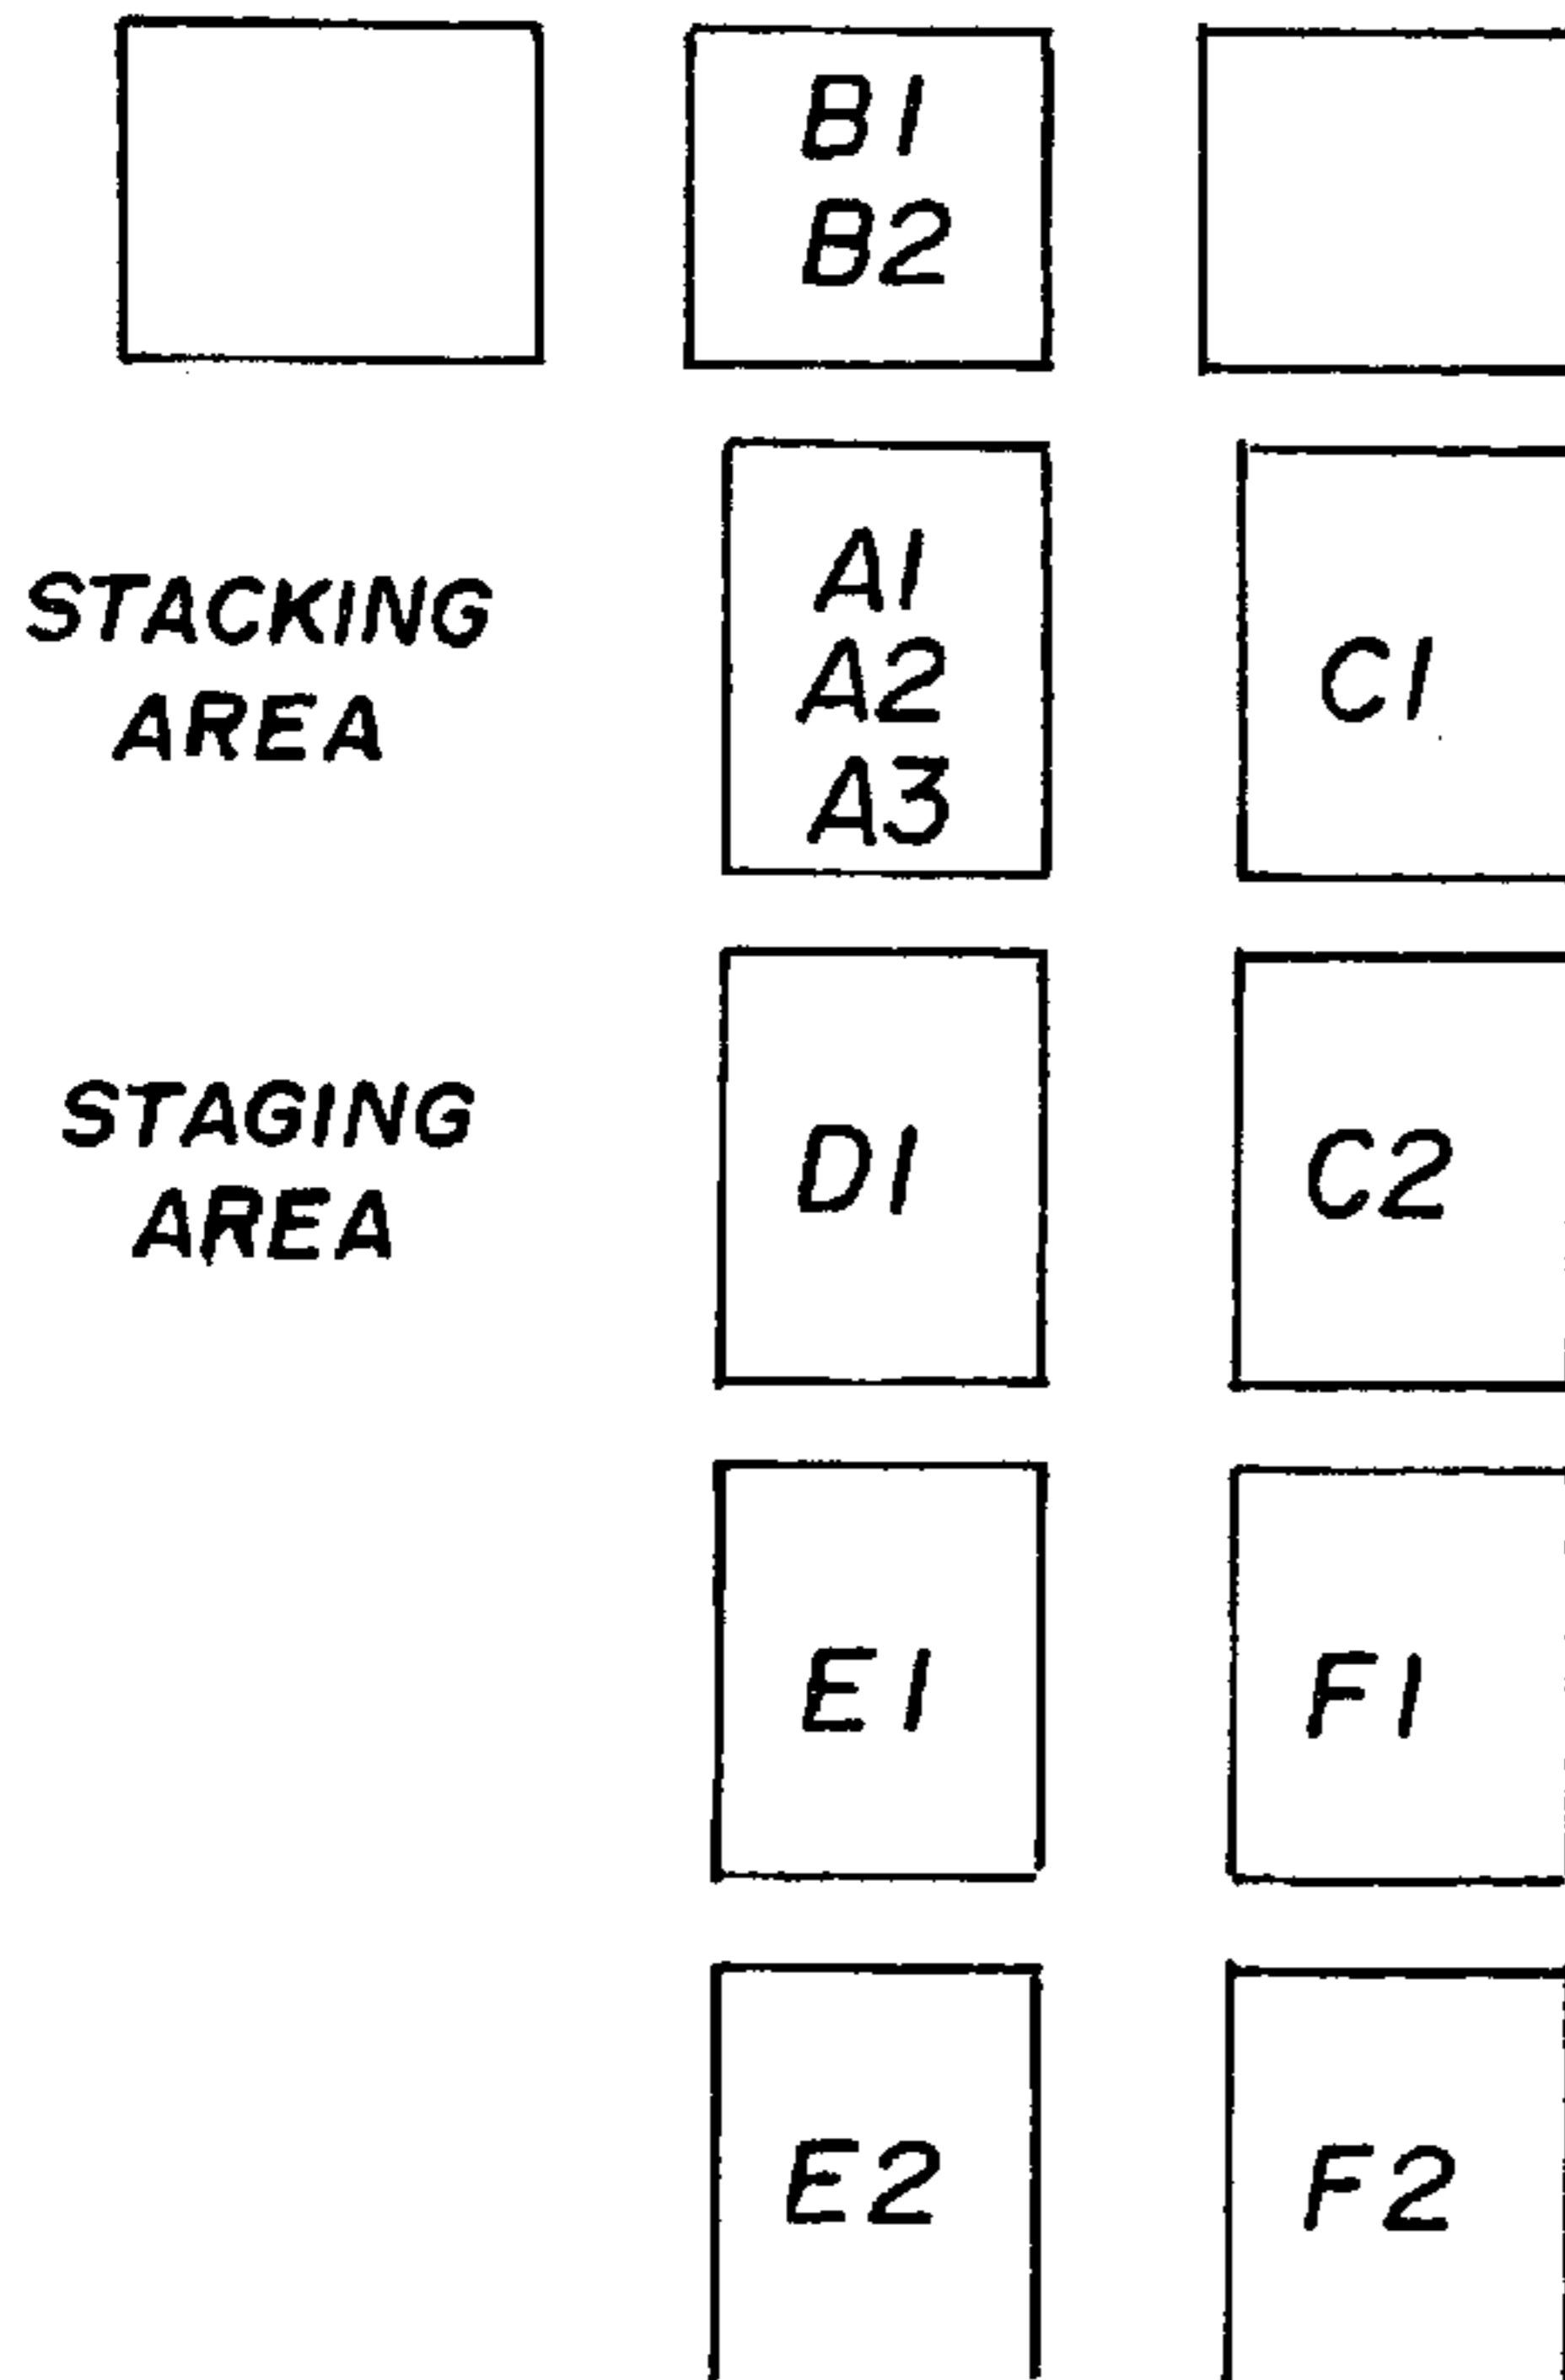 B1
B2
STACKING
AREA
A1
A2
A3
C1
STAGING
AREA
D1
C2
E1
F1
E2
F2